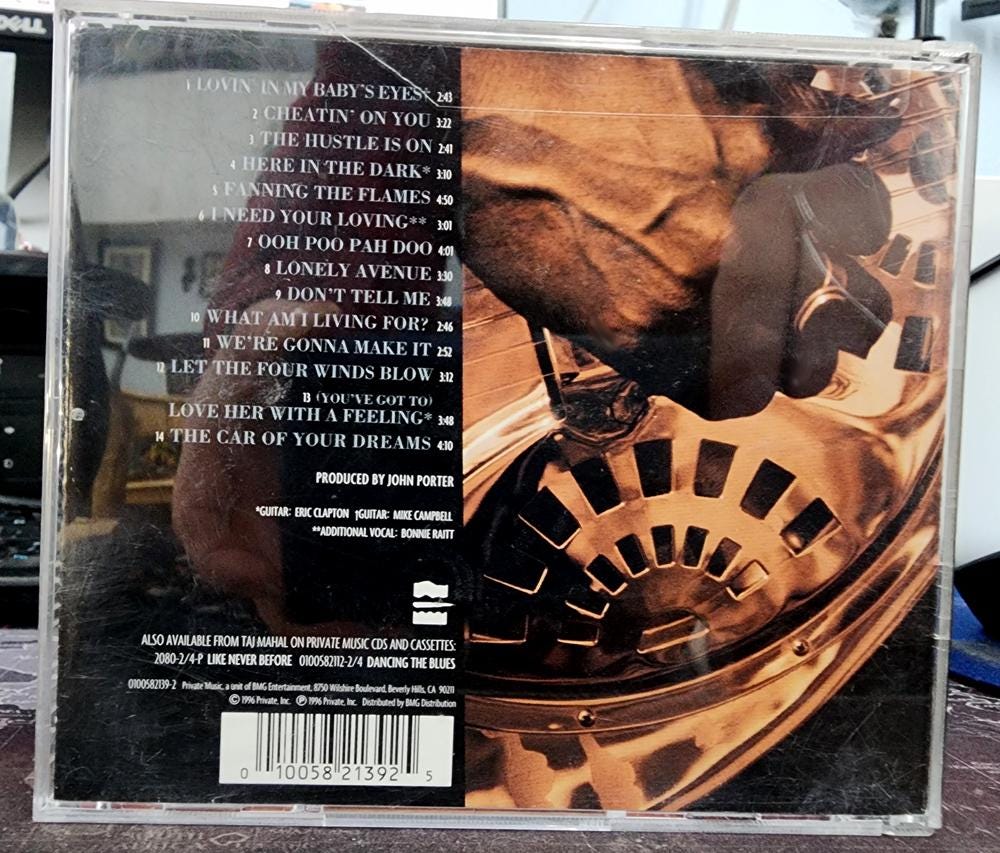 DELL
1 LOVIN' IN MY BABY'S EYES† 2:43
2 CHEATIN' ON YOU 3:22
3 THE HUSTLE IS ON 2:41
4 HERE IN THE DARK* 3:10
5 FANNING THE FLAMES 4:50
6 I NEED YOUR LOVING** 3:01
7 OOH POO PAH DOO 4:01
8 LONELY AVENUE 3:30
9 DON'T TELL ME 3:48
10 WHAT AM I LIVING FOR? 2:46
11 WE'RE GONNA MAKE IT 2:52
12 LET THE FOUR WINDS BLOW 3:12
13 (YOU'VE GOT TO)
LOVE HER WITH A FEELING* 3:48
14 THE CAR OF YOUR DREAMS 4:10
PRODUCED BY JOHN PORTER
*GUITAR: ERIC CLAPTON †GUITAR: MIKE CAMPBELL
**ADDITIONAL VOCAL: BONNIE RAITT
ALSO AVAILABLE FROM TAJ MAHAL ON PRIVATE MUSIC CDS AND CASSETTES:
2080-2/4-P LIKE NEVER BEFORE 0100582112-2/4 DANCING THE BLUES
0100582139-2 Private Music, a unit of BMG Entertainment, 8750 Wilshire Boulevard, Beverly Hills, CA 90211
© 1996 Private, Inc. ℗ 1996 Private, Inc. Distributed by BMG Distribution
0 10058 21392 5